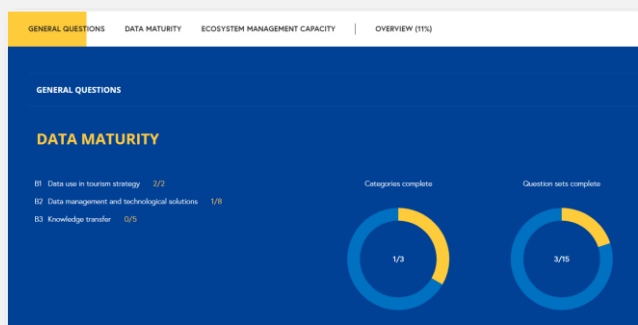 GENERAL QUESTIONS DATA MATURITY ECOSYSTEM MANAGEMENT CAPACITY OVERVIEW (11%)
GENERAL QUESTIONS
DATA MATURITY
B1 Data use in tourism strategy 2/2
B2 Data management and technological solutions 1/8
B3 Knowledge transfer 0/5
Categories complete
1/3
Question sets complete
3/15